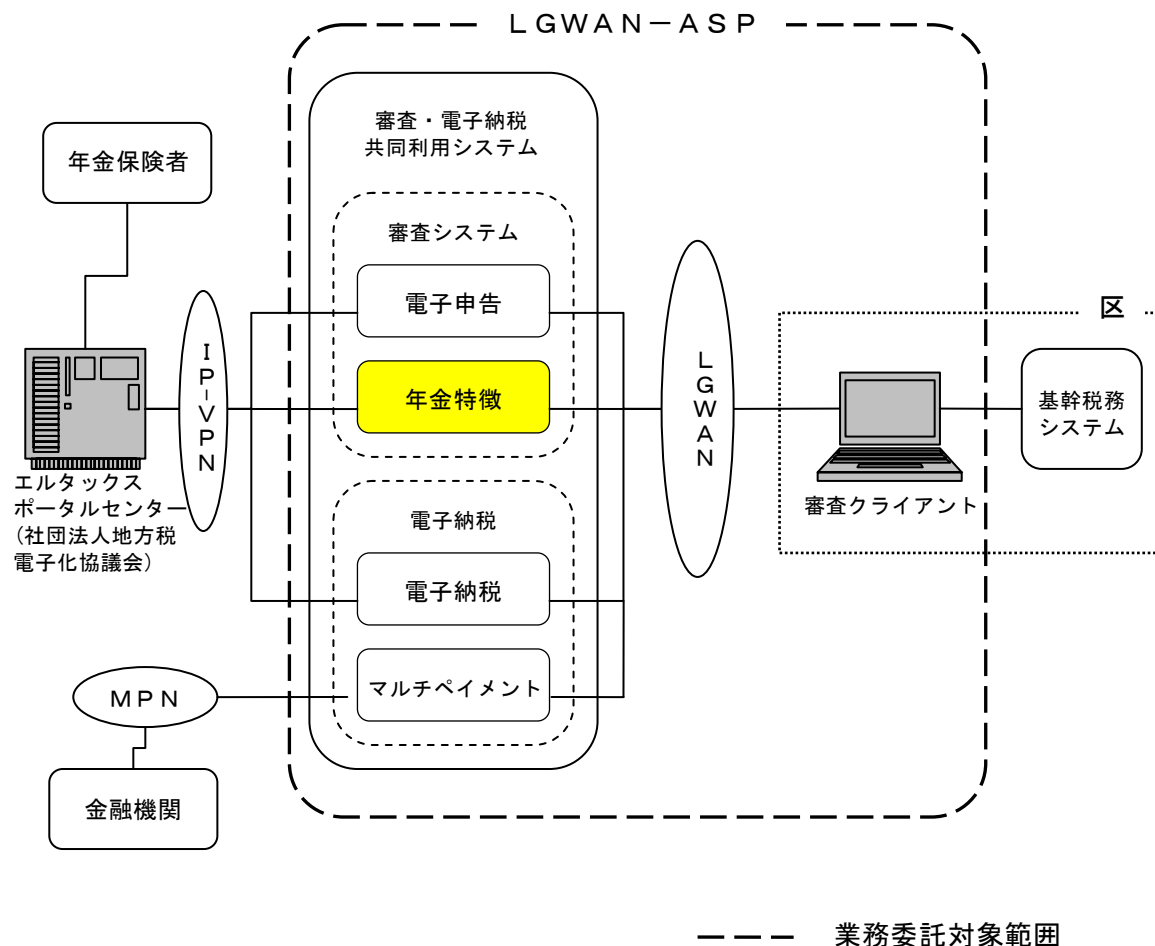 ＬＧＷＡＮ－ＡＳＰ
審査・電子納税
共同利用システム
年金保険者
審査システム
電子申告
区
ＩＰ－ＶＰＮ
年金特徴
ＬＧＷＡＮ
基幹税務
システム
エルタックス
ポータルセンター
(社団法人地方税
電子化協議会)
審査クライアント
電子納税
電子納税
マルチペイメント
ＭＰＮ
金融機関
業務委託対象範囲